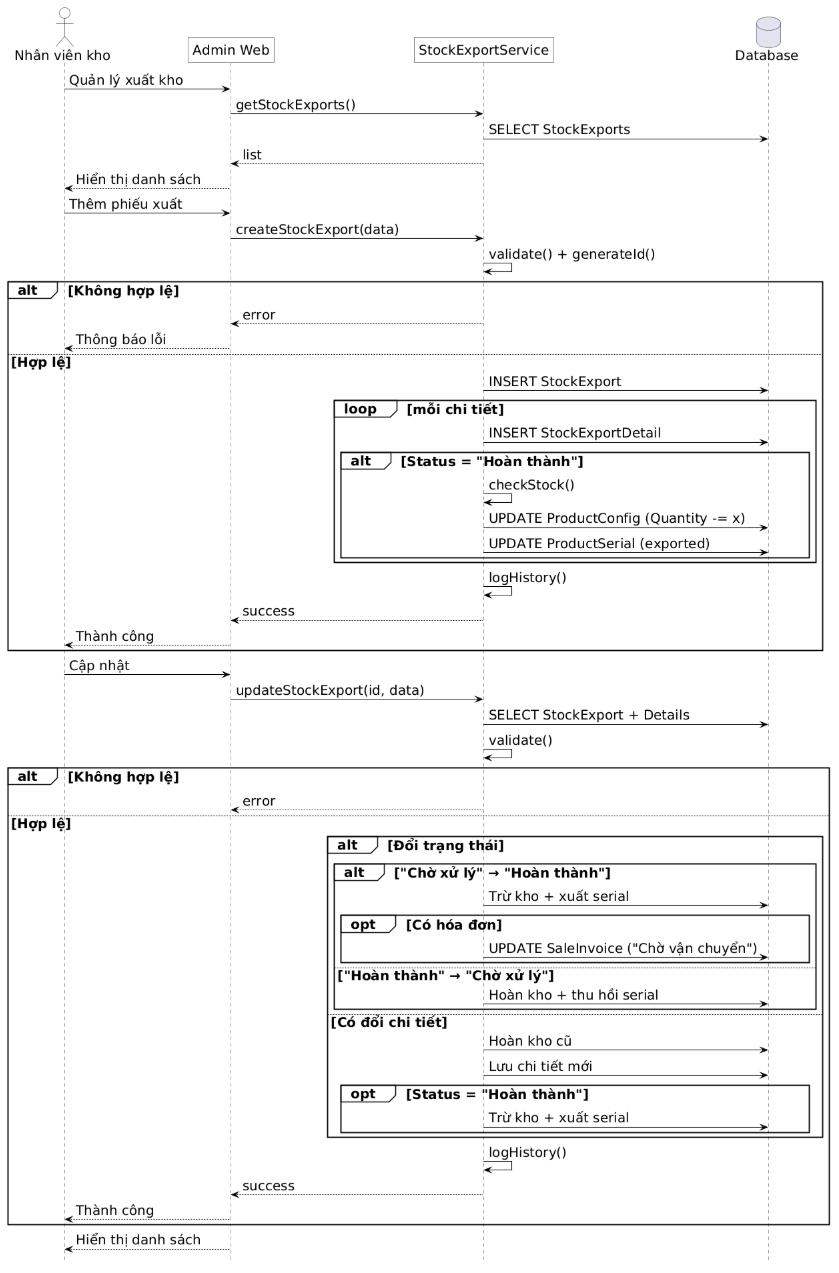 Nhân viên kho
Admin Web
StockExportService
Database
Quản lý xuất kho
getStockExports()
SELECT StockExports
list
Hiển thị danh sách
Thêm phiếu xuất
createStockExport(data)
validate() + generateId()
alt [Không hợp lệ]
error
Thông báo lỗi
[Hợp lệ]
INSERT StockExport
loop [mỗi chi tiết]
INSERT StockExportDetail
alt [Status = "Hoàn thành"]
checkStock()
UPDATE ProductConfig (Quantity -= x)
UPDATE ProductSerial (exported)
logHistory()
success
Thành công
Cập nhật
updateStockExport(id, data)
SELECT StockExport + Details
validate()
alt [Không hợp lệ]
error
[Hợp lệ]
alt [Đổi trạng thái]
alt ["Chờ xử lý" → "Hoàn thành"]
Trừ kho + xuất serial
opt [Có hóa đơn]
UPDATE SaleInvoice ("Chờ vận chuyển")
["Hoàn thành" → "Chờ xử lý"]
Hoàn kho + thu hồi serial
[Có đổi chi tiết]
Hoàn kho cũ
Lưu chi tiết mới
opt [Status = "Hoàn thành"]
Trừ kho + xuất serial
logHistory()
success
Thành công
Hiển thị danh sách